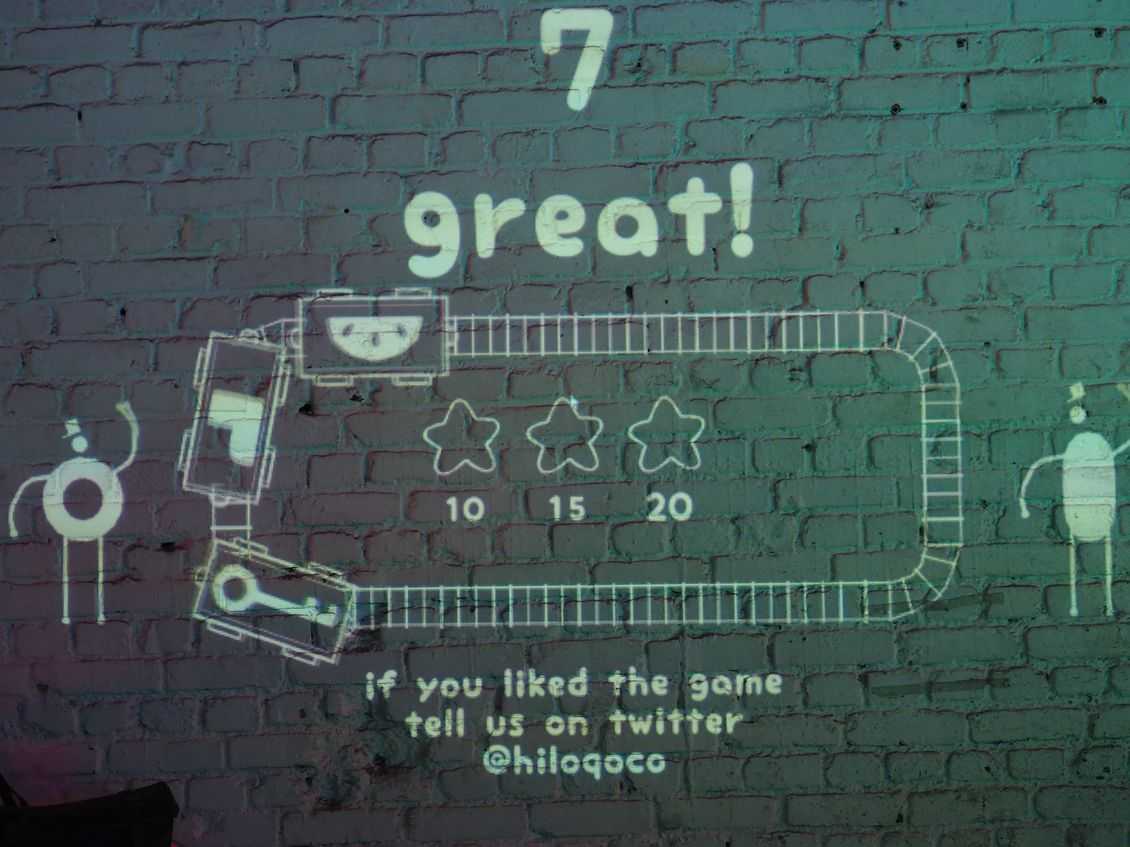 7
great!
10 15 20
if you liked the game
tell us on twitter
@hiloqoco